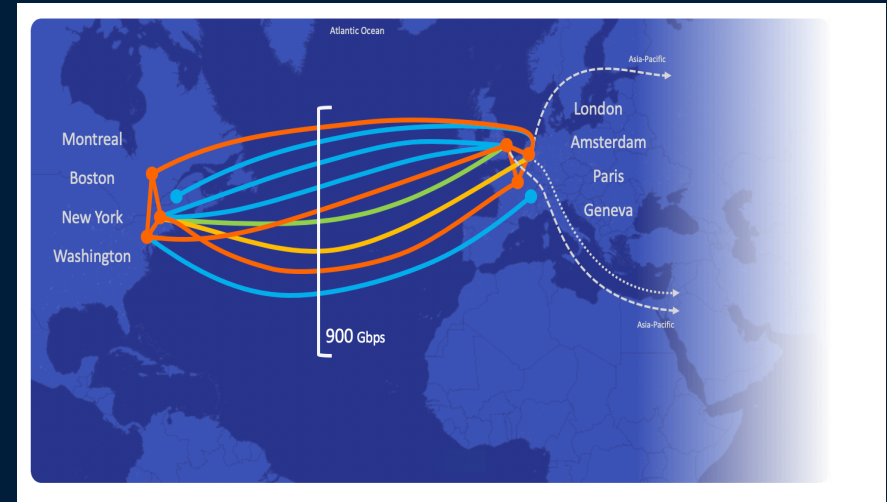 Atlantic Ocean
Asia-Pacific
London
Montreal
Amsterdam
Boston
Paris
New York
Geneva
Washington
Asia-Pacific
900 Gbps